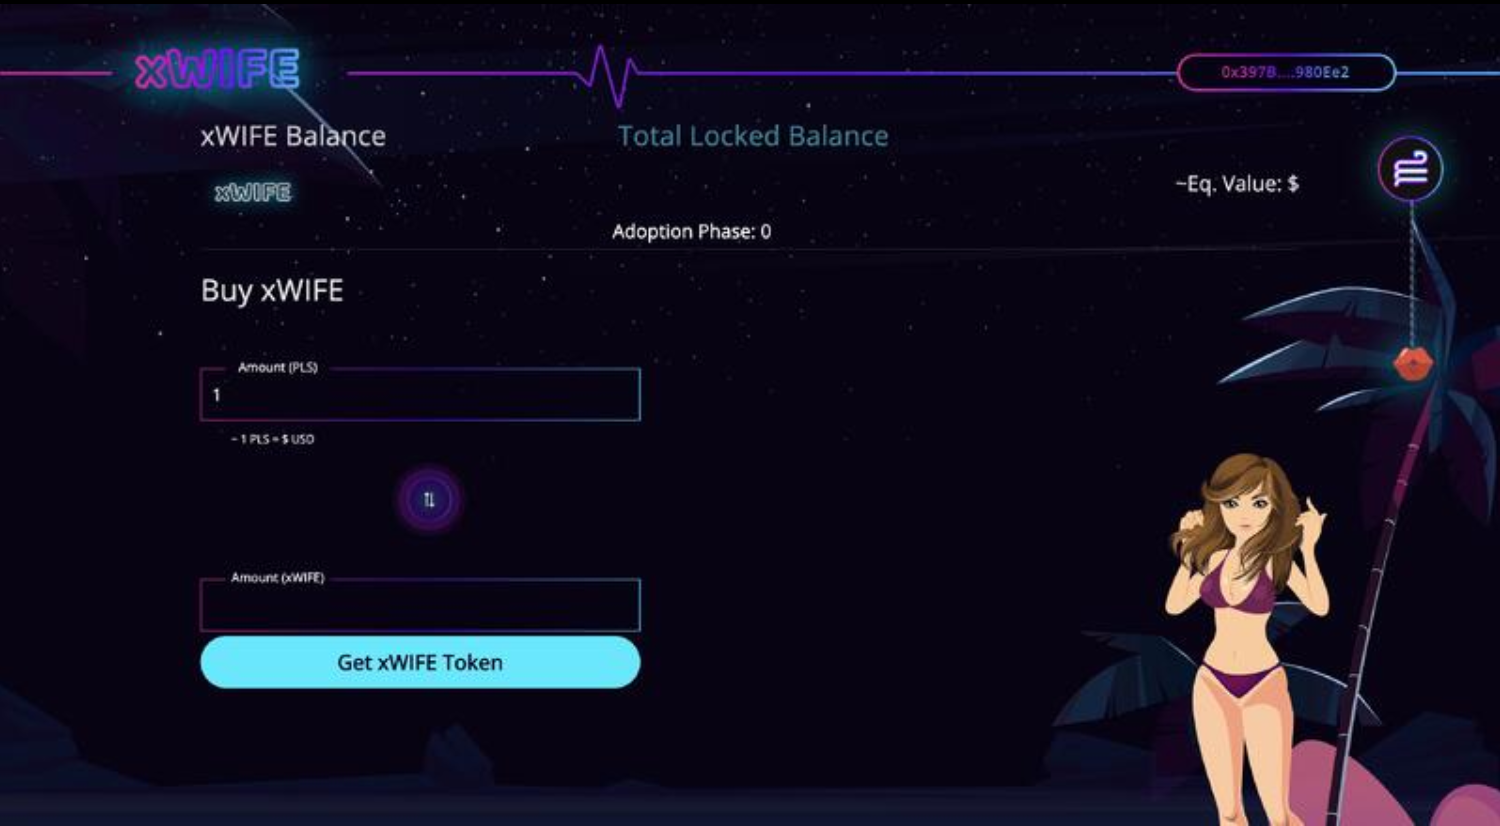 xWIFE
0x397B....980Ee2
xWIFE Balance
Total Locked Balance
xWIFE
~Eq. Value: $
Adoption Phase: 0
Buy xWIFE
Amount (PLS)
1
~ 1 PLS = $ USD
Amount (xWIFE)
Get xWIFE Token